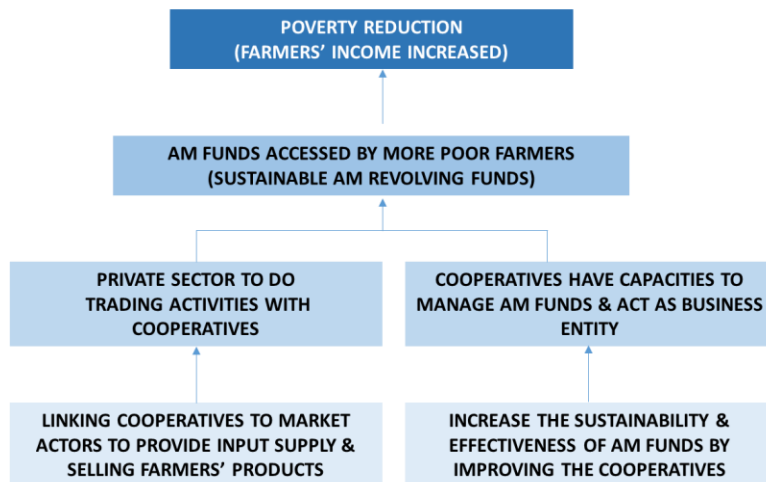 POVERTY REDUCTION
(FARMERS' INCOME INCREASED)
AM FUNDS ACCESSED BY MORE POOR FARMERS
(SUSTAINABLE AM REVOLVING FUNDS)
PRIVATE SECTOR TO DO
TRADING ACTIVITIES WITH
COOPERATIVES
COOPERATIVES HAVE CAPACITIES TO
MANAGE AM FUNDS & ACT AS BUSINESS
ENTITY
LINKING COOPERATIVES TO MARKET
ACTORS TO PROVIDE INPUT SUPPLY &
SELLING FARMERS' PRODUCTS
INCREASE THE SUSTAINABILITY &
EFFECTIVENESS OF AM FUNDS BY
IMPROVING THE COOPERATIVES